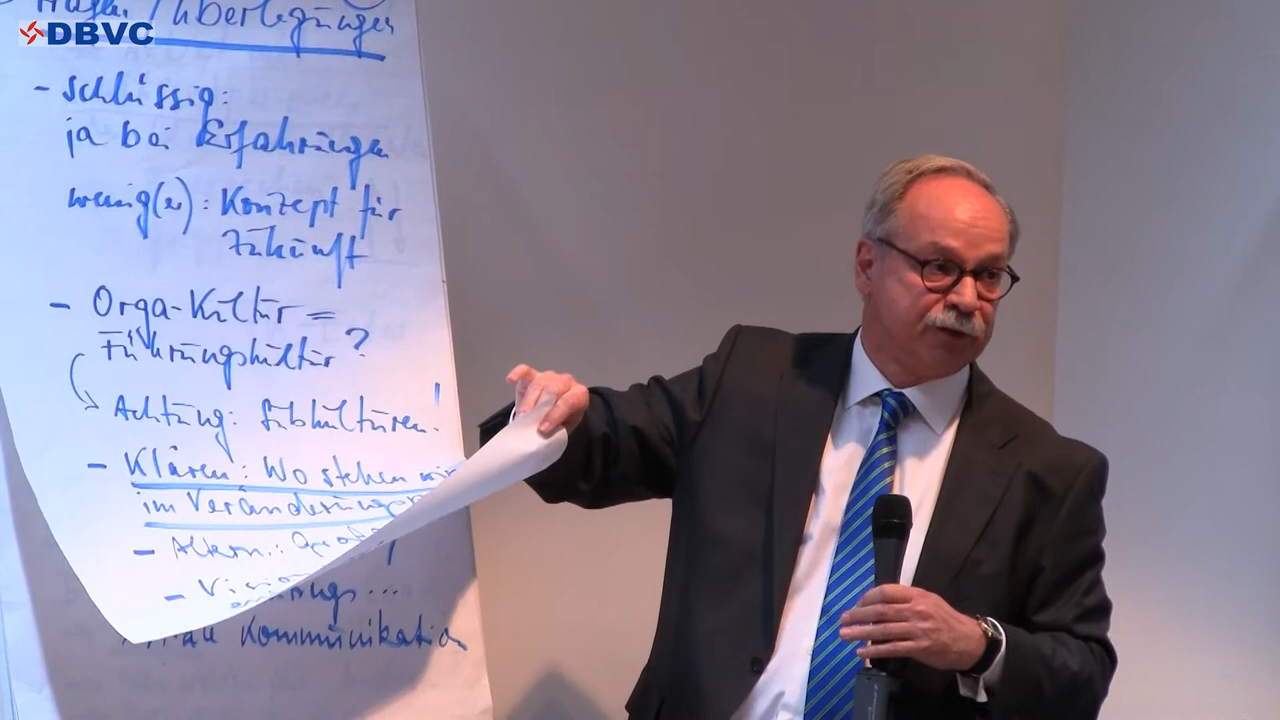 DBVC
/ Überlegungen
- Schlüssig:
ja bei Erfahrungen
wenig(er): Konzept für
Zukunft
- Orga-Kultur =
Führungskultur?
Achtung: Subkulturen!
- Klären: Wo stehen wir
im Veränderungs
- Altern.:
-
...
Kommunikation